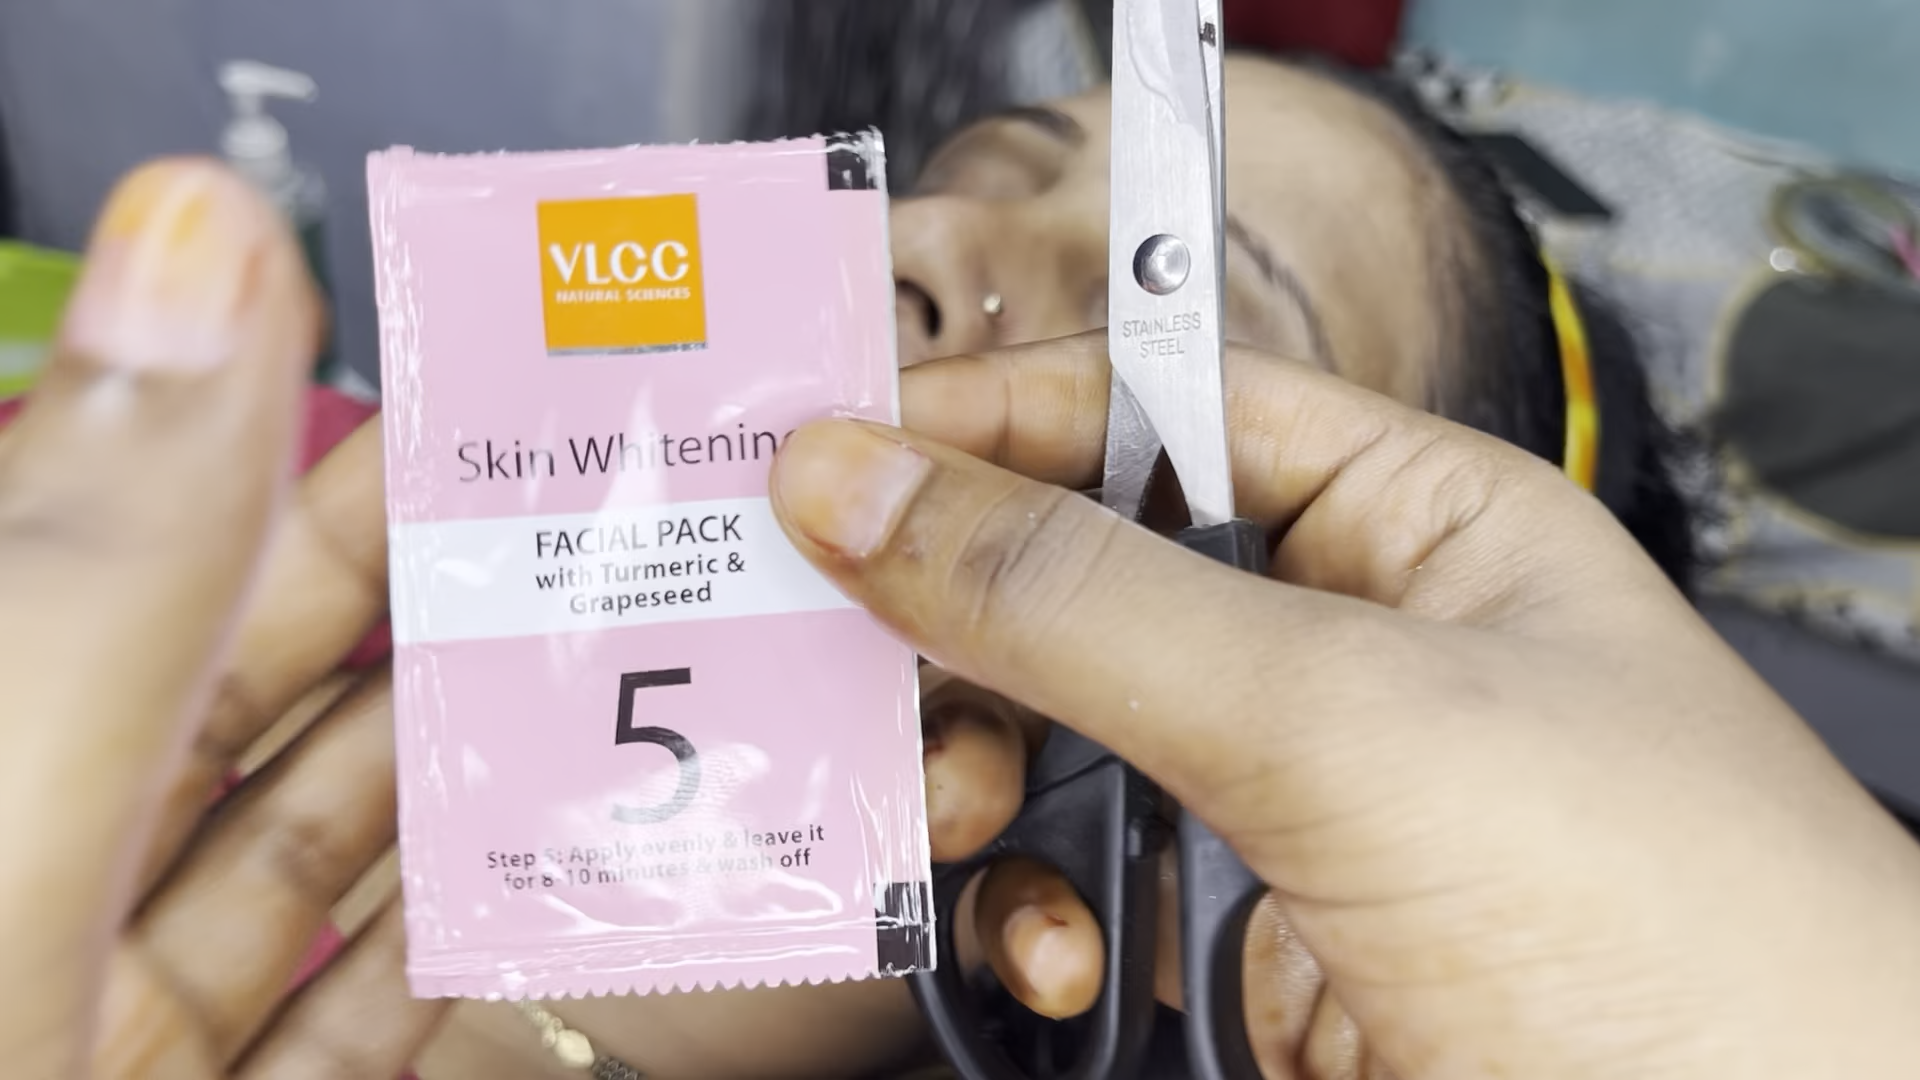 VLCC
NATURAL SCIENCES
Skin Whitening
FACIAL PACK
with Turmeric &
Grapeseed
5
Step 5: Apply evenly & leave it
for 8-10 minutes & wash off
STAINLESS
STEEL